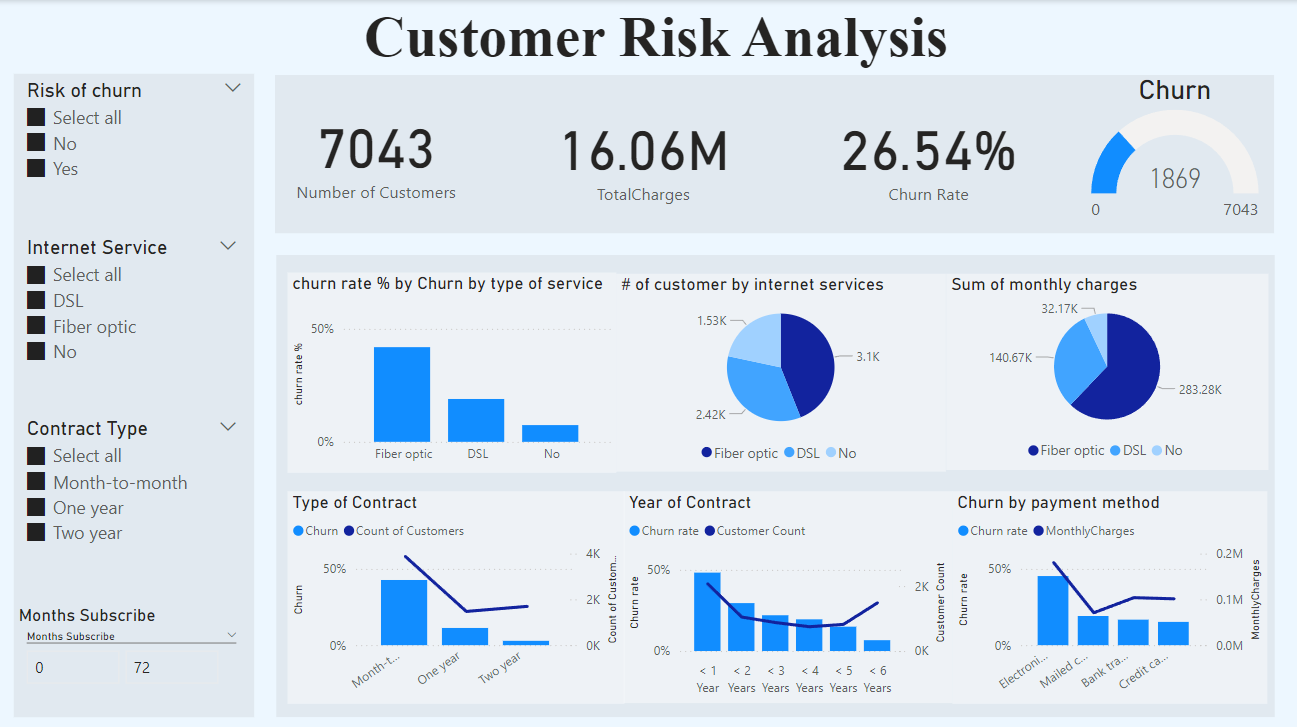 Customer Risk Analysis
Risk of churn
Select all
No
Yes
Internet Service
Select all
DSL
Fiber optic
No
Contract Type
Select all
Month-to-month
One year
Two year
Months Subscribe
Months Subscribe
0 72
7043
Number of Customers
16.06M
TotalCharges
26.54%
Churn Rate
Churn
1869
0 7043
churn rate % by Churn by type of service
50%
churn rate %
0%
Fiber optic DSL No
# of customer by internet services
1.53K
3.1K
2.42K
Fiber optic DSL No
Sum of monthly charges
32.17K
140.67K
283.28K
Fiber optic DSL No
Type of Contract
Churn Count of Customers
4K
50%
Churn
2K
Count of Custom...
0% 0K
Month-t... One year Two year
Year of Contract
Churn rate Customer Count
50%
Churn rate
2K
Customer Count
0% 0K
< 1 < 2 < 3 < 4 < 5 < 6
Year Years Years Years Years Years
Churn by payment method
Churn rate MonthlyCharges
0.2M
50%
Churn rate
0.1M
MonthlyCharges
0% 0.0M
Electroni... Mailed c... Bank tra... Credit ca...